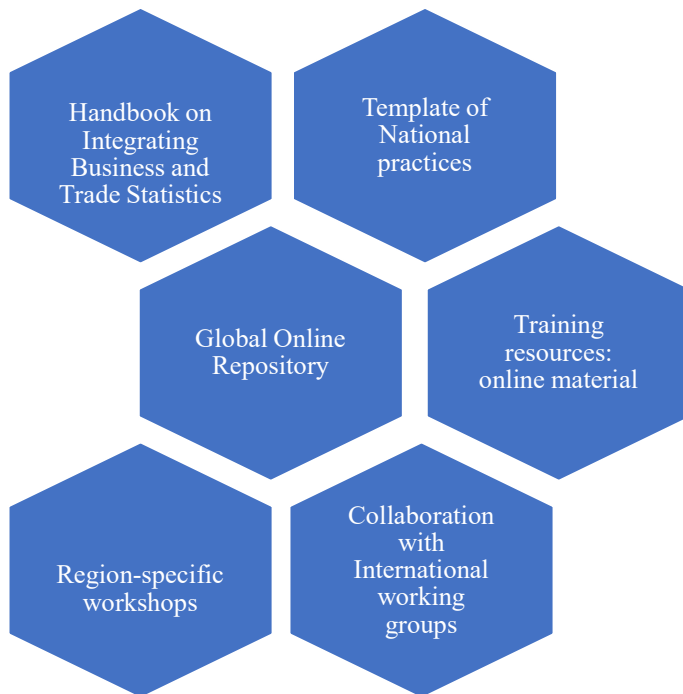 Handbook on
Integrating
Business and
Trade Statistics
Template of
National
practices
Global Online
Repository
Training
resources:
online material
Region-specific
workshops
Collaboration
with
International
working
groups